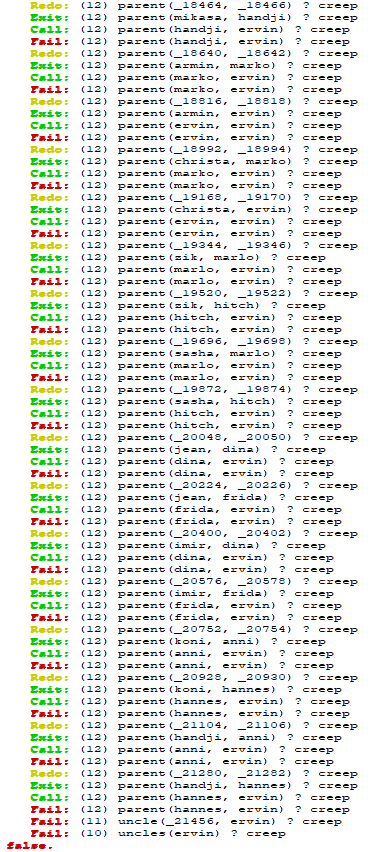 Redo: (12) parent(_18464, _18466) ? creep
Exit: (12) parent(mikasa, handji) ? creep
Call: (12) parent(handji, ervin) ? creep
Fail: (12) parent(handji, ervin) ? creep
Redo: (12) parent(_18640, _18642) ? creep
Exit: (12) parent(armin, marko) ? creep
Call: (12) parent(marko, ervin) ? creep
Fail: (12) parent(marko, ervin) ? creep
Redo: (12) parent(_18816, _18818) ? creep
Exit: (12) parent(armin, ervin) ? creep
Call: (12) parent(ervin, ervin) ? creep
Fail: (12) parent(ervin, ervin) ? creep
Redo: (12) parent(_18992, _18994) ? creep
Exit: (12) parent(christa, marko) ? creep
Call: (12) parent(marko, ervin) ? creep
Fail: (12) parent(marko, ervin) ? creep
Redo: (12) parent(_19168, _19170) ? creep
Exit: (12) parent(christa, ervin) ? creep
Call: (12) parent(ervin, ervin) ? creep
Fail: (12) parent(ervin, ervin) ? creep
Redo: (12) parent(_19344, _19346) ? creep
Exit: (12) parent(zik, marlo) ? creep
Call: (12) parent(marlo, ervin) ? creep
Fail: (12) parent(marlo, ervin) ? creep
Redo: (12) parent(_19520, _19522) ? creep
Exit: (12) parent(zik, hitch) ? creep
Call: (12) parent(hitch, ervin) ? creep
Fail: (12) parent(hitch, ervin) ? creep
Redo: (12) parent(_19696, _19698) ? creep
Exit: (12) parent(sasha, marlo) ? creep
Call: (12) parent(marlo, ervin) ? creep
Fail: (12) parent(marlo, ervin) ? creep
Redo: (12) parent(_19872, _19874) ? creep
Exit: (12) parent(sasha, hitch) ? creep
Call: (12) parent(hitch, ervin) ? creep
Fail: (12) parent(hitch, ervin) ? creep
Redo: (12) parent(_20048, _20050) ? creep
Exit: (12) parent(jean, dina) ? creep
Call: (12) parent(dina, ervin) ? creep
Fail: (12) parent(dina, ervin) ? creep
Redo: (12) parent(_20224, _20226) ? creep
Exit: (12) parent(jean, frida) ? creep
Call: (12) parent(frida, ervin) ? creep
Fail: (12) parent(frida, ervin) ? creep
Redo: (12) parent(_20400, _20402) ? creep
Exit: (12) parent(imir, dina) ? creep
Call: (12) parent(dina, ervin) ? creep
Fail: (12) parent(dina, ervin) ? creep
Redo: (12) parent(_20576, _20578) ? creep
Exit: (12) parent(imir, frida) ? creep
Call: (12) parent(frida, ervin) ? creep
Fail: (12) parent(frida, ervin) ? creep
Redo: (12) parent(_20752, _20754) ? creep
Exit: (12) parent(koni, anni) ? creep
Call: (12) parent(anni, ervin) ? creep
Fail: (12) parent(anni, ervin) ? creep
Redo: (12) parent(_20928, _20930) ? creep
Exit: (12) parent(koni, hannes) ? creep
Call: (12) parent(hannes, ervin) ? creep
Fail: (12) parent(hannes, ervin) ? creep
Redo: (12) parent(_21104, _21106) ? creep
Exit: (12) parent(handji, anni) ? creep
Call: (12) parent(anni, ervin) ? creep
Fail: (12) parent(anni, ervin) ? creep
Redo: (12) parent(_21280, _21282) ? creep
Exit: (12) parent(handji, hannes) ? creep
Call: (12) parent(hannes, ervin) ? creep
Fail: (12) parent(hannes, ervin) ? creep
Fail: (11) uncle(_21456, ervin) ? creep
Fail: (10) uncles(ervin) ? creep
false.